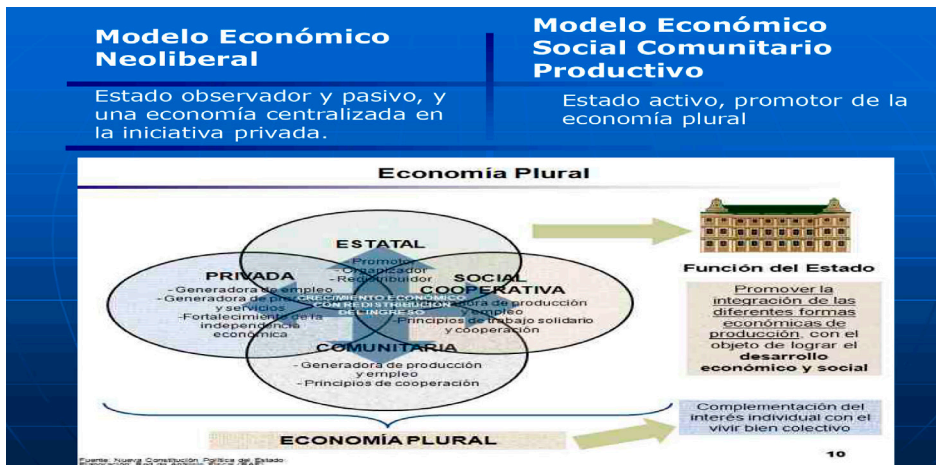 Modelo Económico
Neoliberal
Estado observador y pasivo, y
una economía centralizada en
la iniciativa privada.
Modelo Económico
Social Comunitario
Productivo
Estado activo, promotor de la
economía plural
Economía Plural
ESTATAL
- Promotor
- Organizador
- Redistribuidor
PRIVADA
- Generadora de empleo
- Generadora de
y servicios
- Fortalecimiento de la
independencia
económica
SOCIAL
COOPERATIVA
de producción
y empleo
- Principios de trabajo solidario
y cooperación
CRECIMIENTO ECONÓMICO
CON REDISTRIBUCIÓN
DEL INGRESO
COMUNITARIA
- Generadora de producción
y empleo
- Principios de cooperación
Función del Estado
Promover la
integración de las
diferentes formas
económicas de
producción, con el
objeto de lograr el
desarrollo
económico y social
ECONOMÍA PLURAL
Complementación del
interés individual con el
vivir bien colectivo
Fuente: Nueva Constitución Política del Estado
10